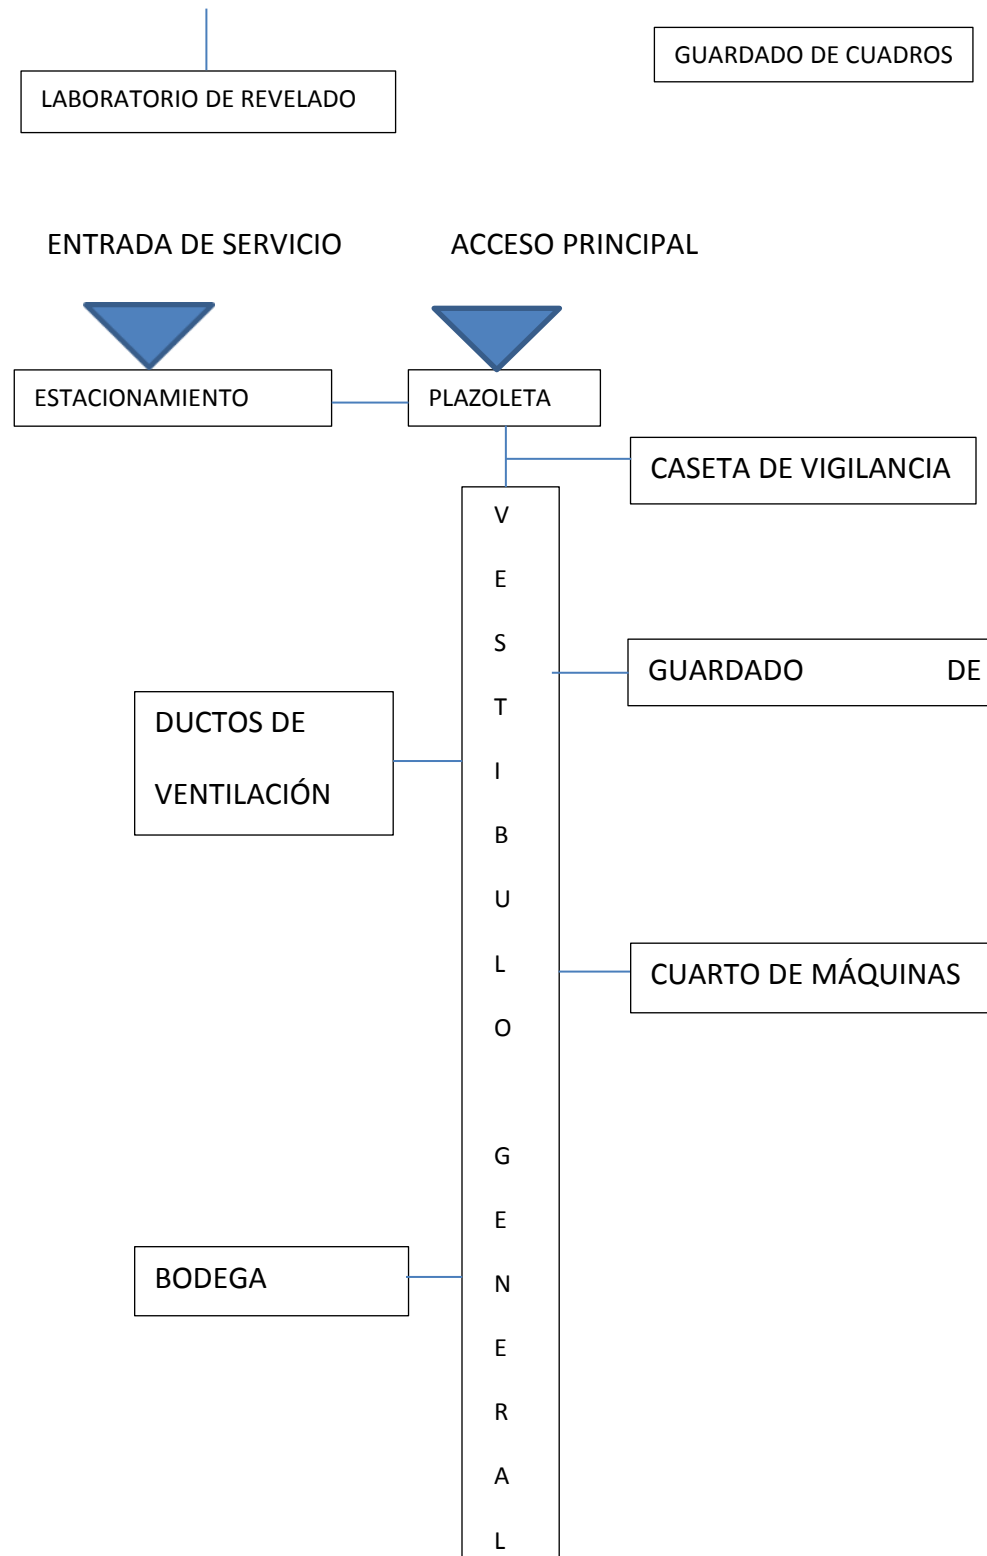 GUARDADO DE CUADROS
LABORATORIO DE REVELADO
ENTRADA DE SERVICIO
ACCESO PRINCIPAL
ESTACIONAMIENTO
PLAZOLETA
CASETA DE VIGILANCIA
V
E
S
T
I
B
U
L
O
G
E
N
E
R
A
L
GUARDADO DE
DUCTOS DE
VENTILACIÓN
CUARTO DE MÁQUINAS
BODEGA